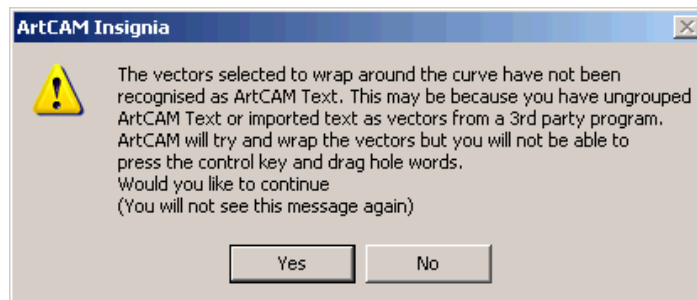 ArtCAM Insignia
The vectors selected to wrap around the curve have not been
recognised as ArtCAM Text. This may be because you have ungrouped
ArtCAM Text or imported text as vectors from a 3rd party program.
ArtCAM will try and wrap the vectors but you will not be able to
press the control key and drag hole words.
Would you like to continue
(You will not see this message again)
Yes No